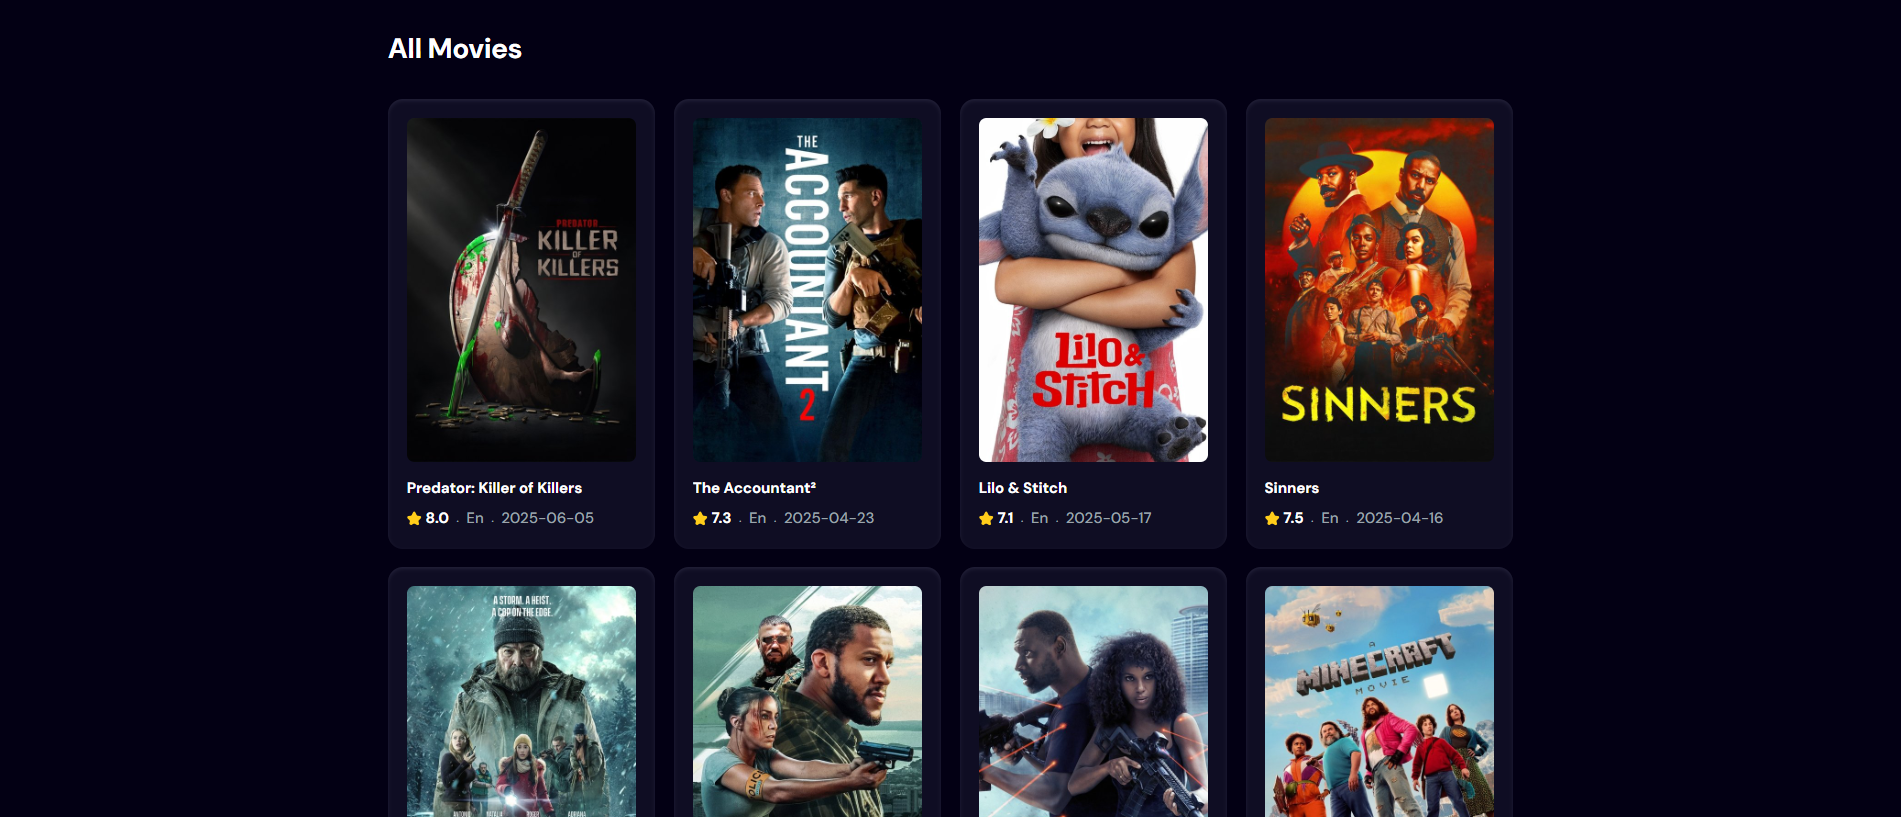 All Movies
PREDATOR
KILLER
OF
KILLERS
THE
ACCOUNTANT
2
Lilo &
Stitch
SINNERS
Predator: Killer of Killers
8.0 . En . 2025-06-05
The Accountant²
7.3 . En . 2025-04-23
Lilo & Stitch
7.1 . En . 2025-05-17
Sinners
7.5 . En . 2025-04-16
A STORM. A HEIST.
A COP ON THE EDGE.
POLICE
A
MINECRAFT
MOVIE